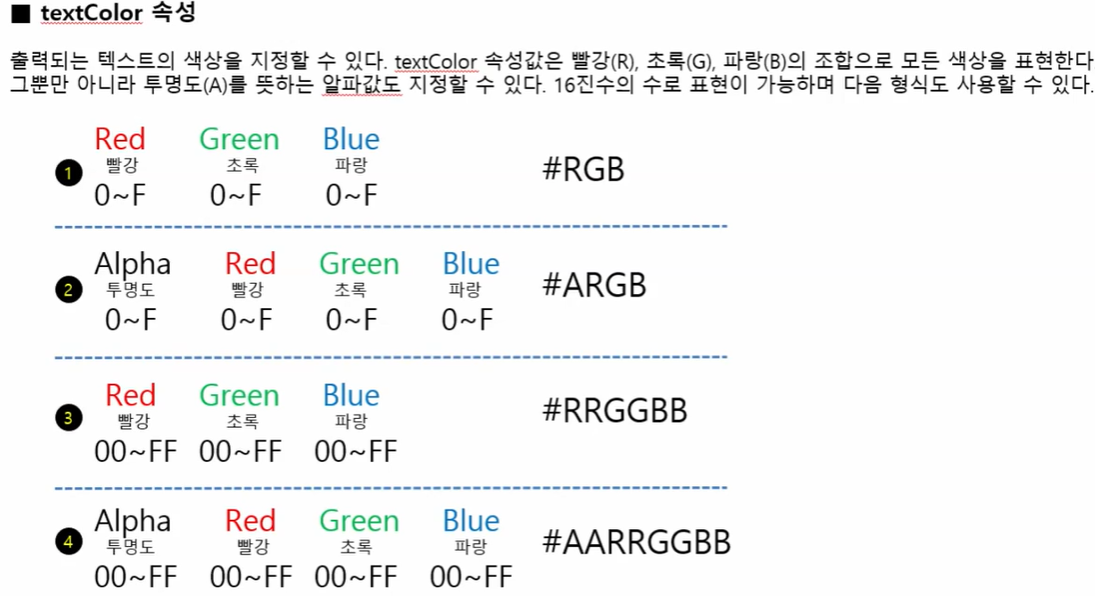 ■ textColor 속성
출력되는 텍스트의 색상을 지정할 수 있다. textColor 속성값은 빨강(R), 초록(G), 파랑(B)의 조합으로 모든 색상을 표현한다
그뿐만 아니라 투명도(A)를 뜻하는 알파값도 지정할 수 있다. 16진수의 수로 표현이 가능하며 다음 형식도 사용할 수 있다.
Red Green Blue
1 빨강 초록 파랑 #RGB
0~F 0~F 0~F
Alpha Red Green Blue
2 투명도 빨강 초록 파랑 #ARGB
0~F 0~F 0~F 0~F
Red Green Blue
3 빨강 초록 파랑 #RRGGBB
00~FF 00~FF 00~FF
Alpha Red Green Blue
4 투명도 빨강 초록 파랑 #AARRGGBB
00~FF 00~FF 00~FF 00~FF